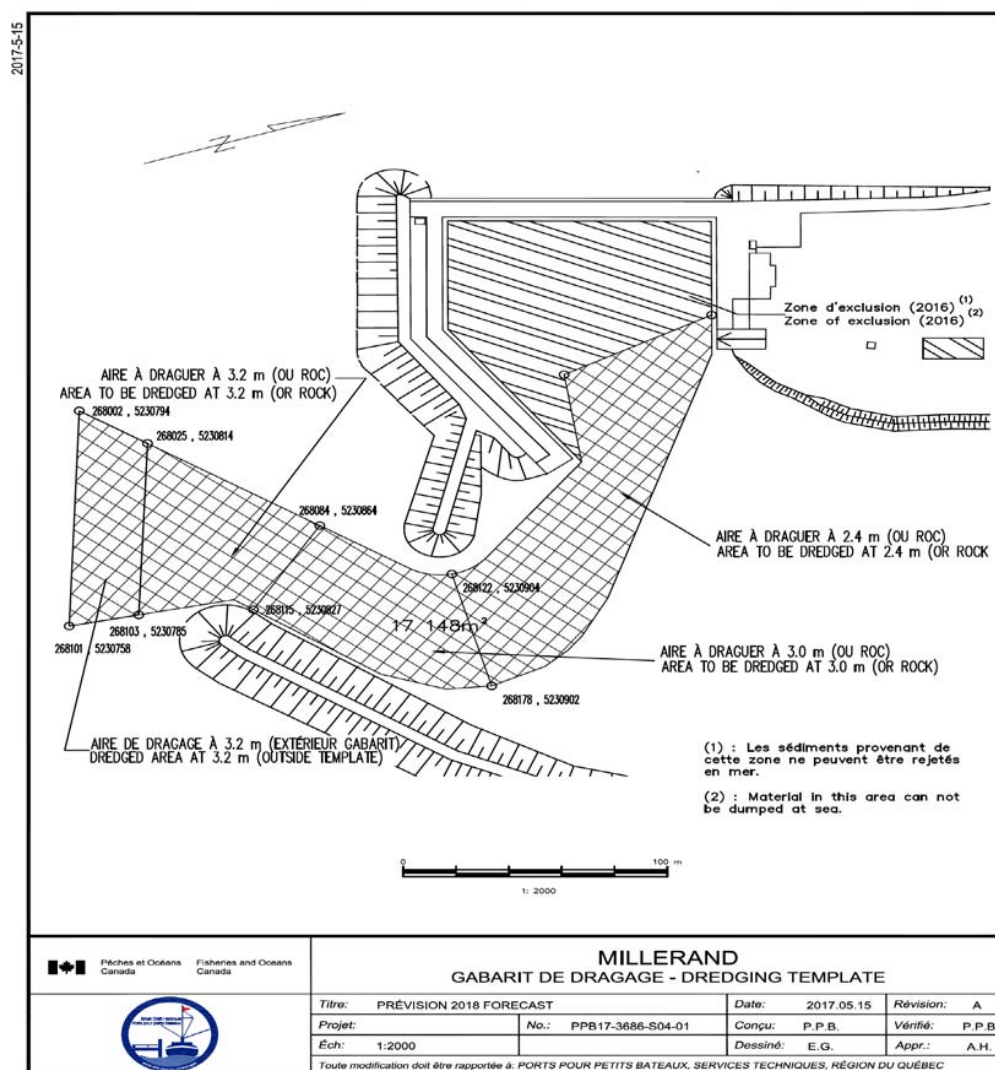 2017-5-15
Zone d'exclusion (2016) (1)
Zone of exclusion (2016) (2)
AIRE À DRAGUER À 3.2 m (OU ROC)
AREA TO BE DREDGED AT 3.2 m (OR ROCK)
268002 , 5230794
268025 , 5230814
268084 , 5230864
AIRE À DRAGUER À 2.4 m (OU ROC)
AREA TO BE DREDGED AT 2.4 m (OR ROCK
268122 , 5230904
268115 , 5230827
17 148m²
268103 , 5230785
268101 , 5230758
AIRE À DRAGUER À 3.0 m (OU ROC)
AREA TO BE DREDGED AT 3.0 m (OR ROCK)
268178 , 5230902
AIRE DE DRAGAGE À 3.2 m (EXTÉRIEUR GABARIT)
DREDGED AREA AT 3.2 m (OUTSIDE TEMPLATE)
(1) : Les sédiments provenant de
cette zone ne peuvent être rejetés
en mer.
(2) : Material in this area can not
be dumped at sea.
0 100 m
1: 2000
Pêches et Océans Fisheries and Oceans
Canada Canada
MILLERAND
GABARIT DE DRAGAGE - DREDGING TEMPLATE
Titre: PRÉVISION 2018 FORECAST Date: 2017.05.15 Révision: A
Projet: No.: PPB17-3686-S04-01 Conçu: P.P.B. Vérifié: P.P.B
Éch: 1:2000 Dessiné: E.G. Appr.: A.H.
Toute modification doit être rapportée à: PORTS POUR PETITS BATEAUX, SERVICES TECHNIQUES, RÉGION DU QUÉBEC